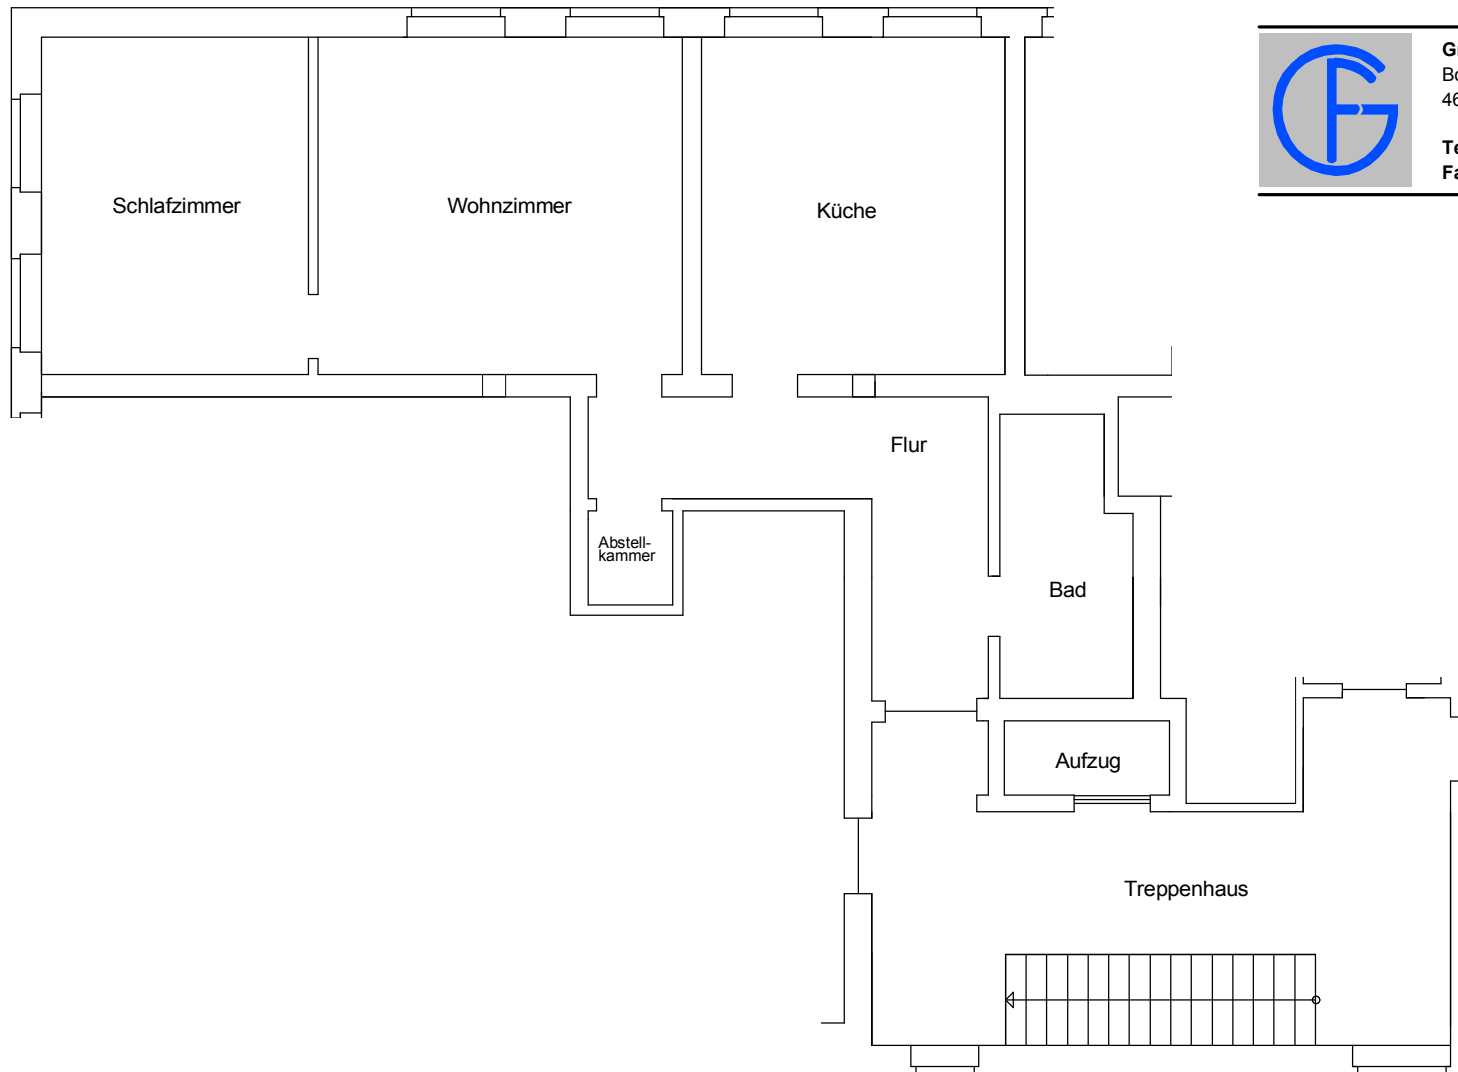 Schlafzimmer
Wohnzimmer
Küche
Flur
Abstell-
kammer
Bad
Aufzug
Treppenhaus